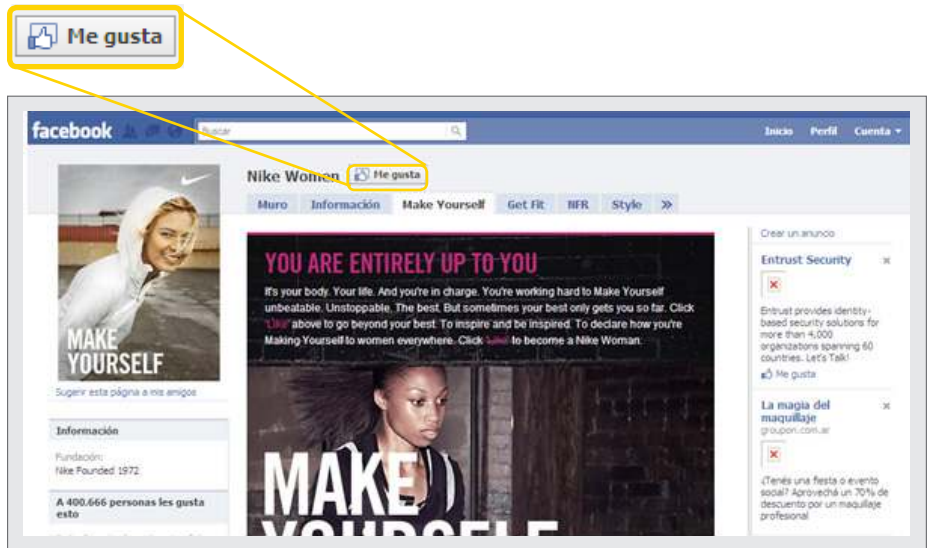 Me gusta
facebook
Buscar
Inicio Perfil Cuenta
Nike Women Me gusta
Muro Información Make Yourself Get Fit NFR Style »
MAKE
YOURSELF
Sugerir esta página a mis amigos
Información
Fundación:
Nike Founded 1972
A 400.666 personas les gusta
esto
YOU ARE ENTIRELY UP TO YOU
It's your body. Your life. And you're in charge. You're working hard to Make Yourself
unbeatable. Unstoppable. The best. But sometimes your best only gets you so far. Click
"Like" above to go beyond your best. To inspire and be inspired. To declare how you're
Making Yourself to women everywhere. Click "Like" to become a Nike Woman.
MAKE
YOURSELF
Crear un anuncio
Entrust Security
Entrust provides identity-
based security solutions for
more than 4,000
organizations spanning 60
countries. Let's Talk!
Me gusta
La magia del
maquillaje
groupon.com.ar
¿Tenés una fiesta o evento
social? Aprovechá un 70% de
descuento por un maquillaje
profesional